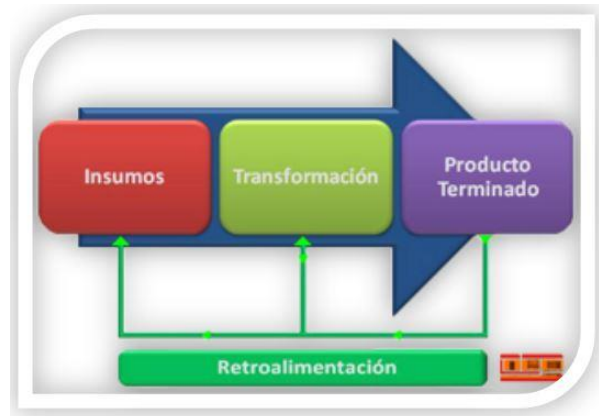 Insumos
Transformación
Producto
Terminado
Retroalimentación